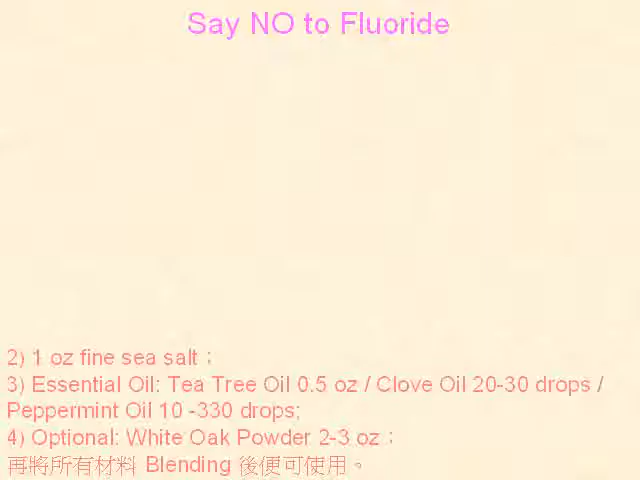 Say NO to Fluoride
2) 1 oz fine sea salt；
3) Essential Oil: Tea Tree Oil 0.5 oz / Clove Oil 20-30 drops /
Peppermint Oil 10 -330 drops;
4) Optional: White Oak Powder 2-3 oz；
再將所有材料 Blending 後便可使用。